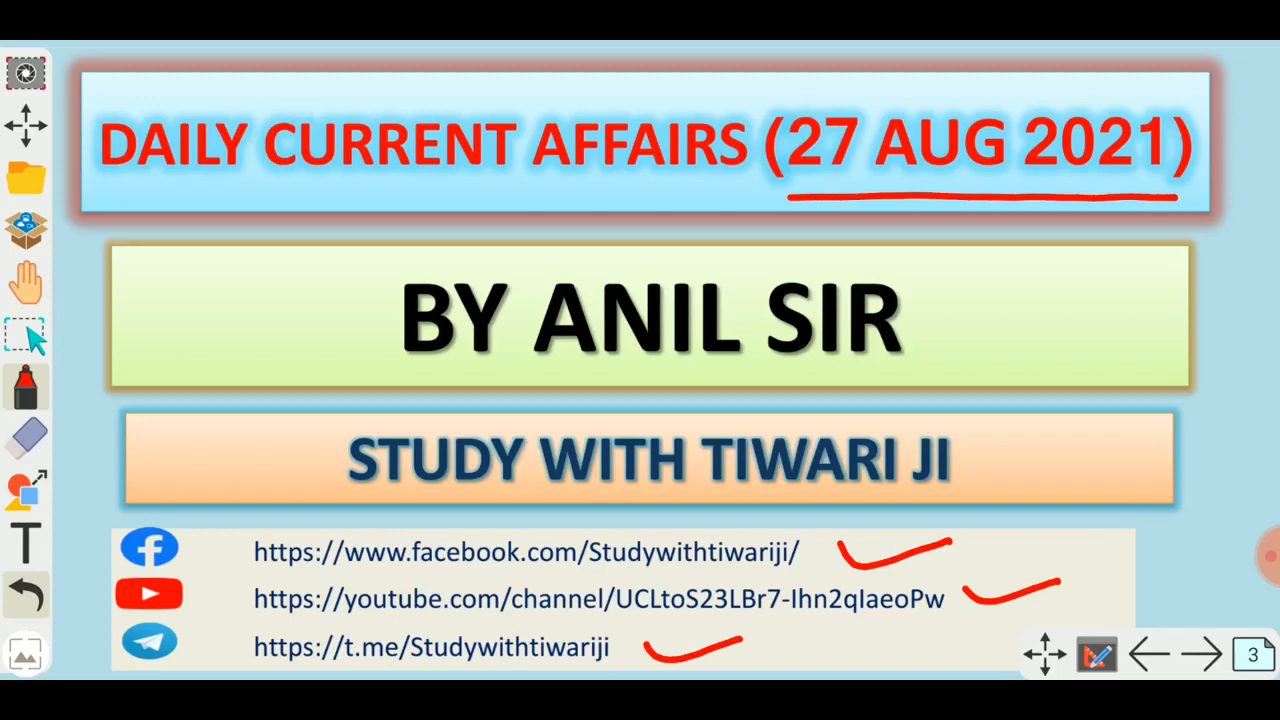 DAILY CURRENT AFFAIRS (27 AUG 2021)
BY ANIL SIR
STUDY WITH TIWARI JI
https://www.facebook.com/Studywithtiwariji/
https://youtube.com/channel/UCLtoS23LBr7-Ihn2qIaeoPw
https://t.me/Studywithtiwariji
T
3